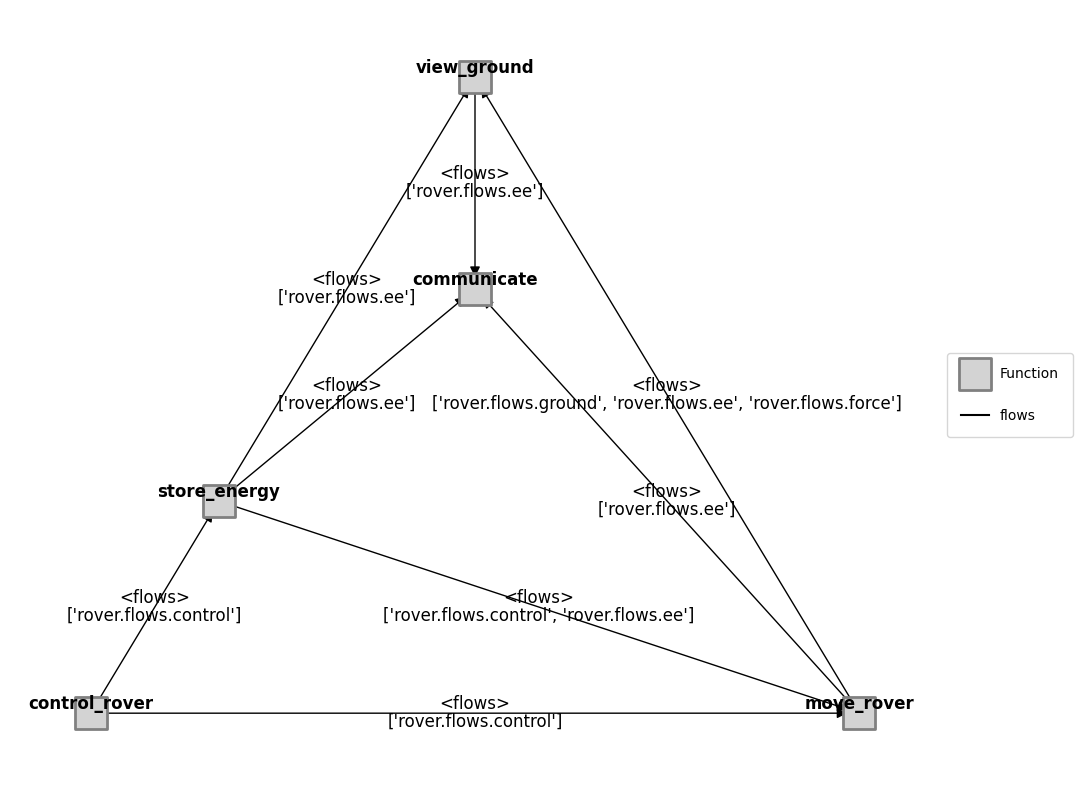 view_ground
<flows>
['rover.flows.ee']
<flows>
['rover.flows.ee']
communicate
<flows>
['rover.flows.ee']
<flows>
['rover.flows.ground', 'rover.flows.ee', 'rover.flows.force']
Function
flows
store_energy
<flows>
['rover.flows.ee']
<flows>
['rover.flows.control']
<flows>
['rover.flows.control', 'rover.flows.ee']
control_rover
<flows>
['rover.flows.control']
move_rover